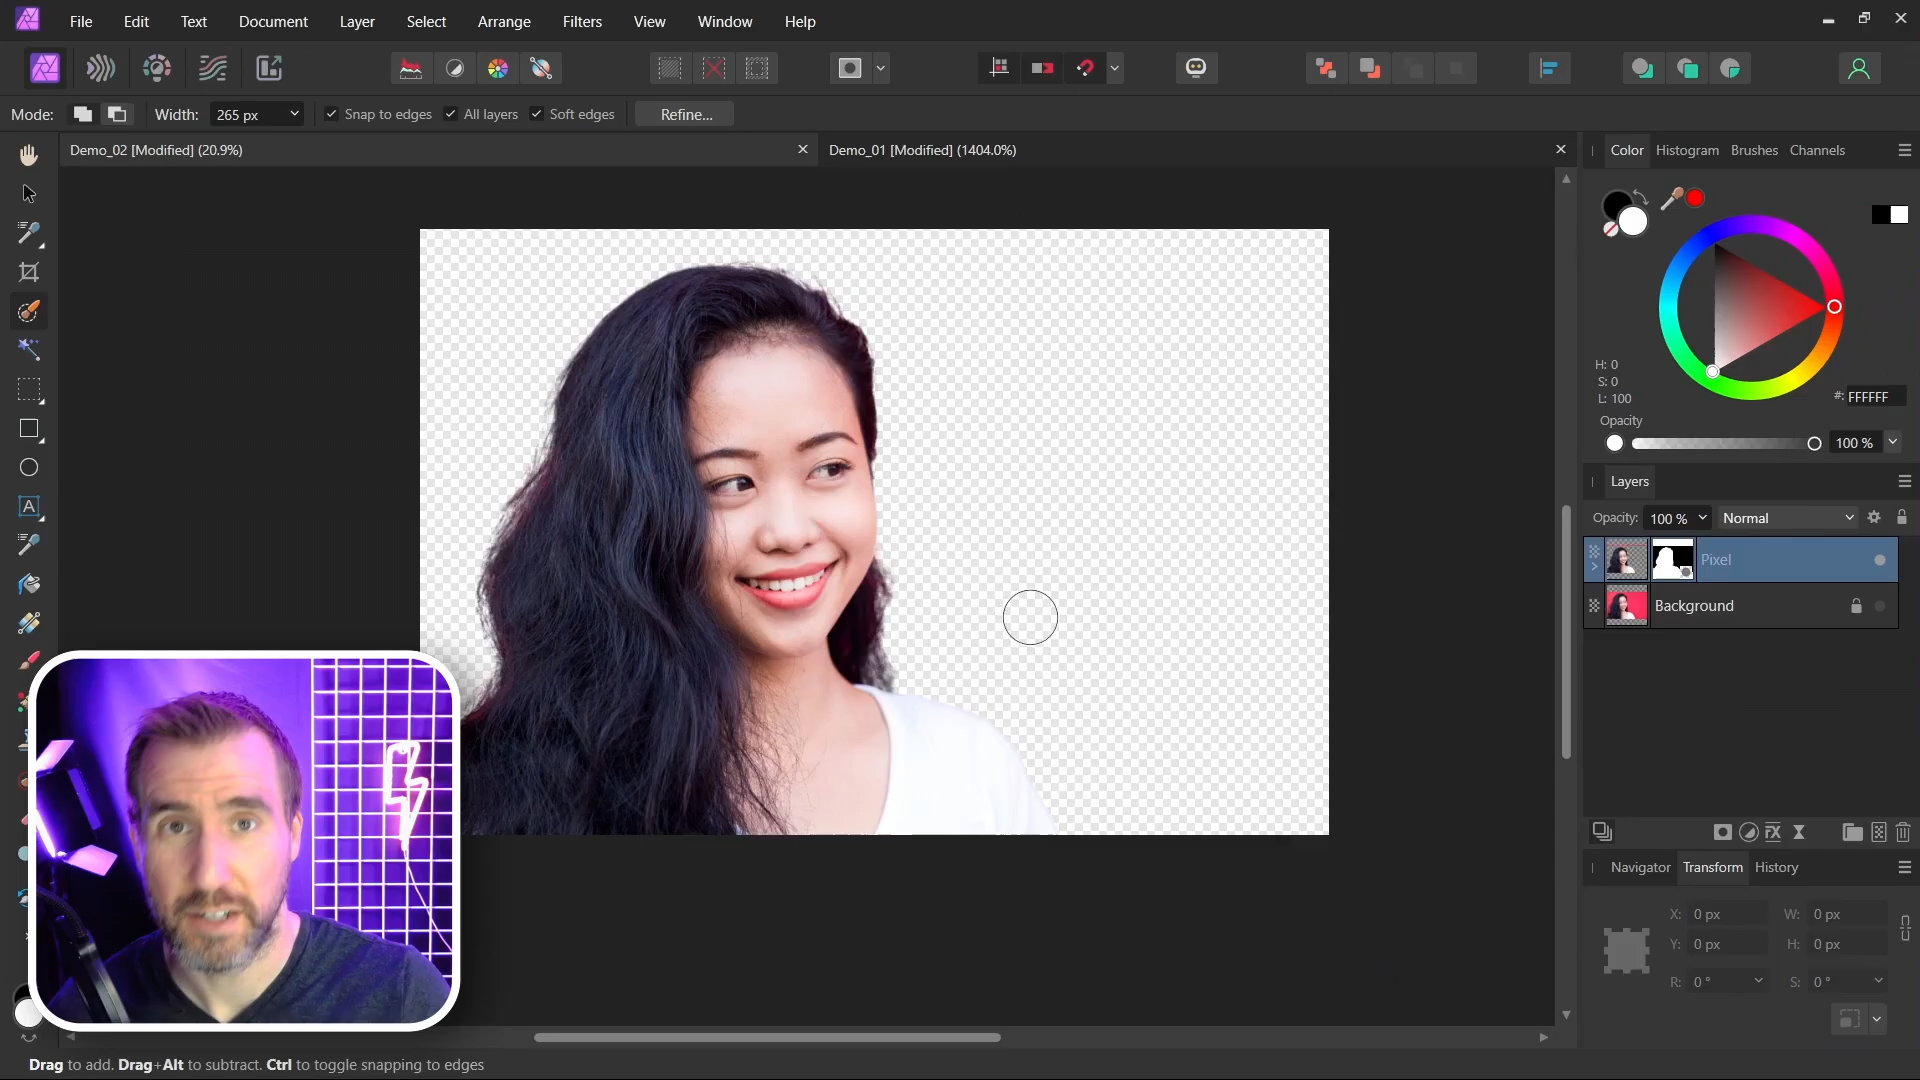 File Edit Text Document Layer Select Arrange Filters View Window Help
Mode: Width: 265 px Snap to edges All layers Soft edges Refine...
Demo_02 [Modified] (20.9%) Demo_01 [Modified] (1404.0%)
Color Histogram Brushes Channels
H: 0
S: 0
L: 100
#: FFFFFF
Opacity
100 %
Layers
Opacity: 100 % Normal
Pixel
Background
A
FX
Navigator Transform History
X: 0 px W: 0 px
Y: 0 px H: 0 px
R: 0 ° S: 0 °
Drag to add. Drag+Alt to subtract. Ctrl to toggle snapping to edges